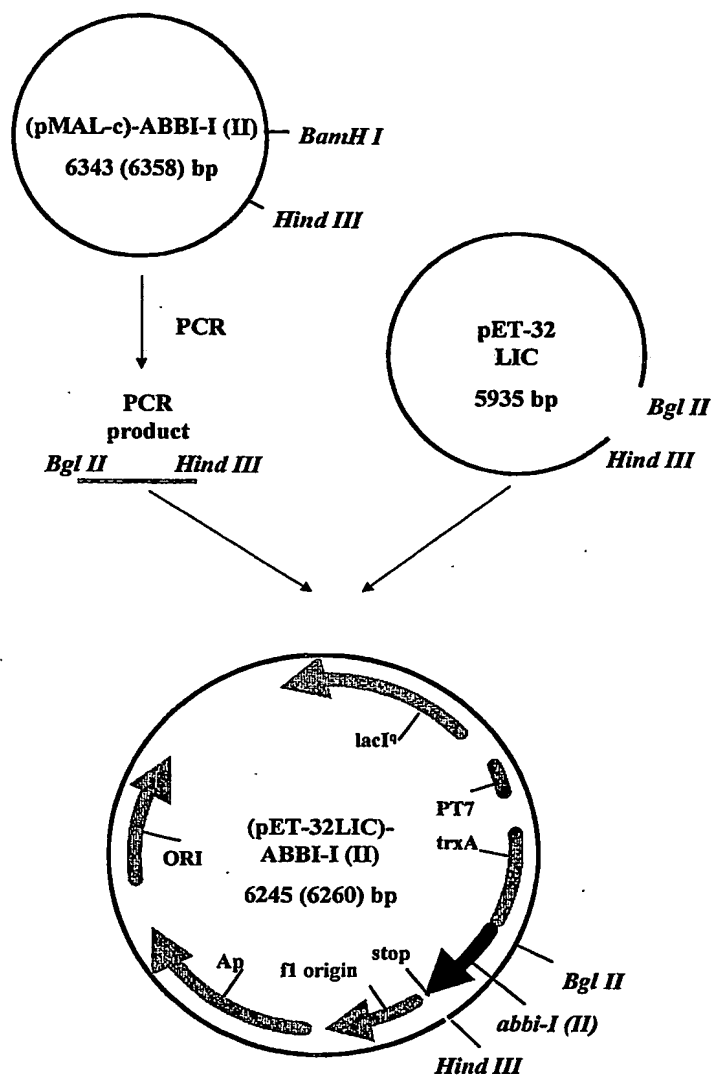 (pMAL-c)-ABBI-I (II)
6343 (6358) bp
BamH I
Hind III
PCR
PCR
product
Bgl II
Hind III
pET-32
LIC
5935 bp
Bgl II
Hind III
lacIq
PT7
trxA
ORI
(pET-32LIC)-
ABBI-I (II)
6245 (6260) bp
Ap
f1 origin
stop
Bgl II
abbi-I (II)
Hind III